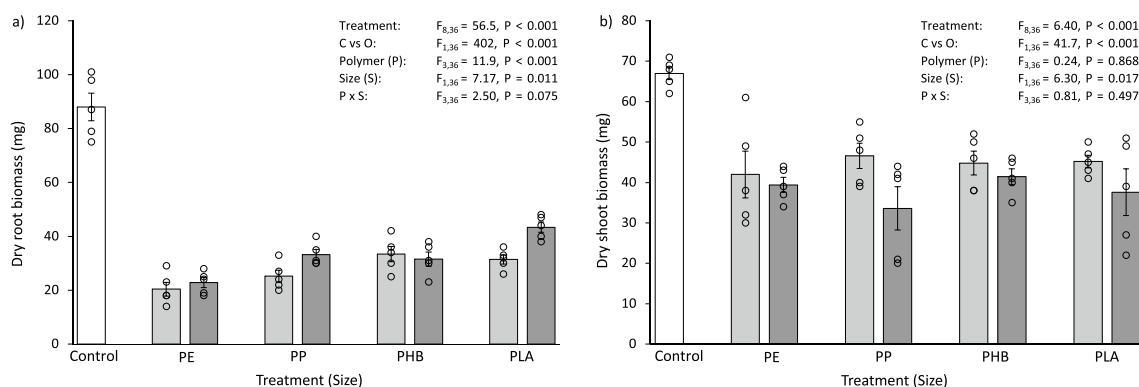 a)
Treatment: F8,36 = 56.5, P < 0.001
C vs O: F1,36 = 402, P < 0.001
Polymer (P): F3,36 = 11.9, P < 0.001
Size (S): F1,36 = 7.17, P = 0.011
P x S: F3,36 = 2.50, P = 0.075
Dry root biomass (mg)
120
100
80
60
40
20
0
Control PE PP PHB PLA
Treatment (Size)
b)
Treatment: F8,36 = 6.40, P < 0.001
C vs O: F1,36 = 41.7, P < 0.001
Polymer (P): F3,36 = 0.24, P = 0.868
Size (S): F1,36 = 6.30, P = 0.017
P x S: F3,36 = 0.81, P = 0.497
Dry shoot biomass (mg)
80
70
60
50
40
30
20
10
0
Control PE PP PHB PLA
Treatment (Size)